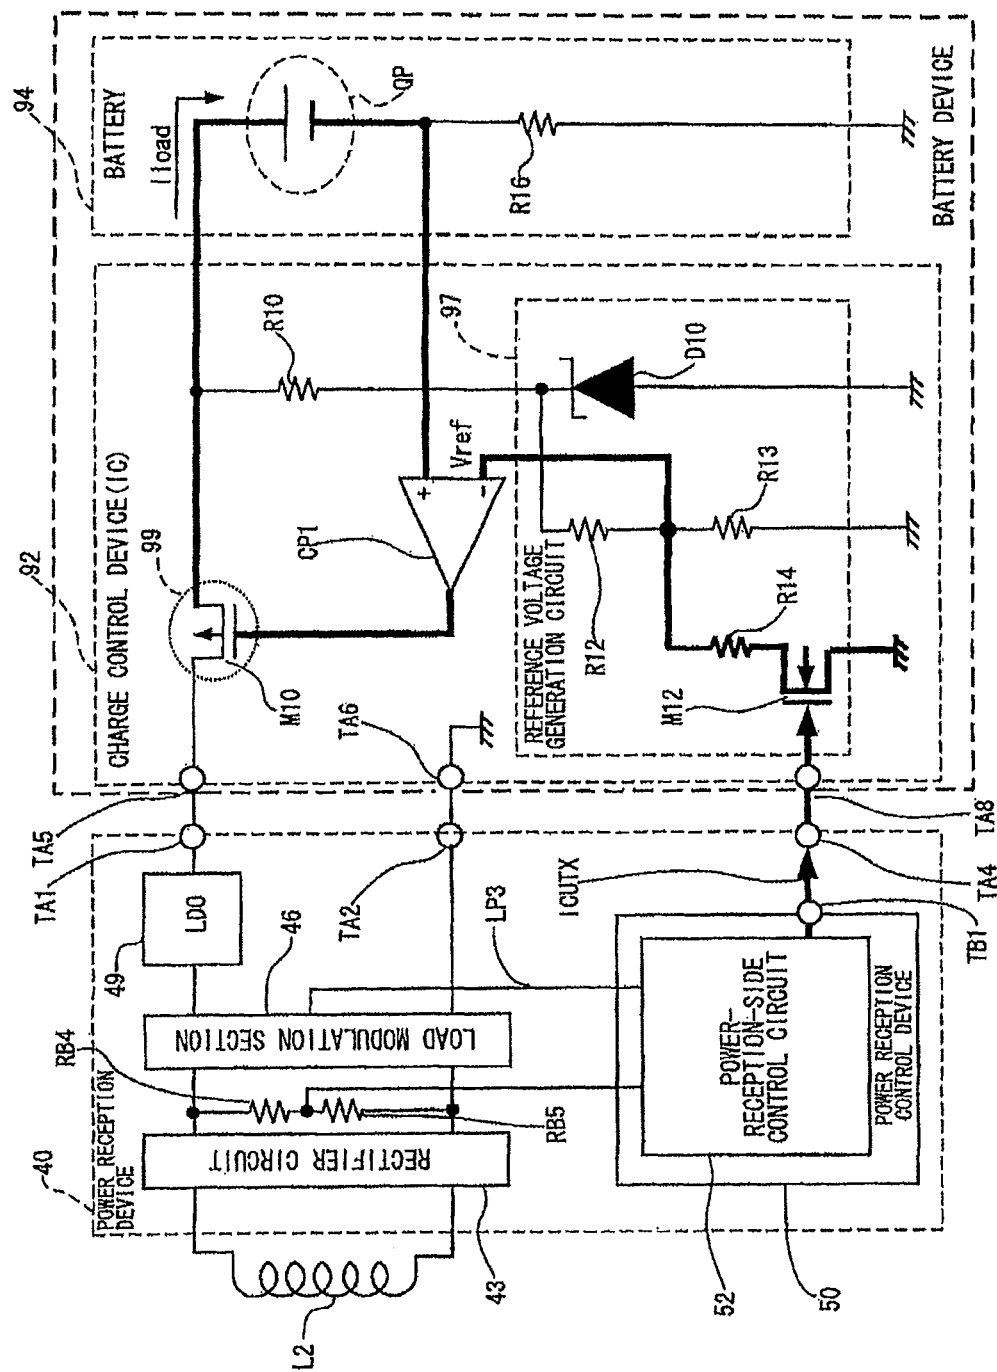 40
POWER RECEPTION
DEVICE
L2
43
RECTIFIER CIRCUIT
RB4
RB5
LOAD MODULATION SECTION
46
49
LDO
TA1
TA5
TA2
TA6
LP3
ICUTX
52
50
POWER-
RECEPTION-SIDE
CONTROL CIRCUIT
POWER RECEPTION
CONTROL DEVICE
TB1
TA4
TA8
92
CHARGE CONTROL DEVICE(IC)
99
M10
CP1
+
-
Vref
R10
97
REFERENCE VOLTAGE
GENERATION CIRCUIT
R12
R13
R14
M12
D10
94
BATTERY
Iload
QP
R16
BATTERY DEVICE